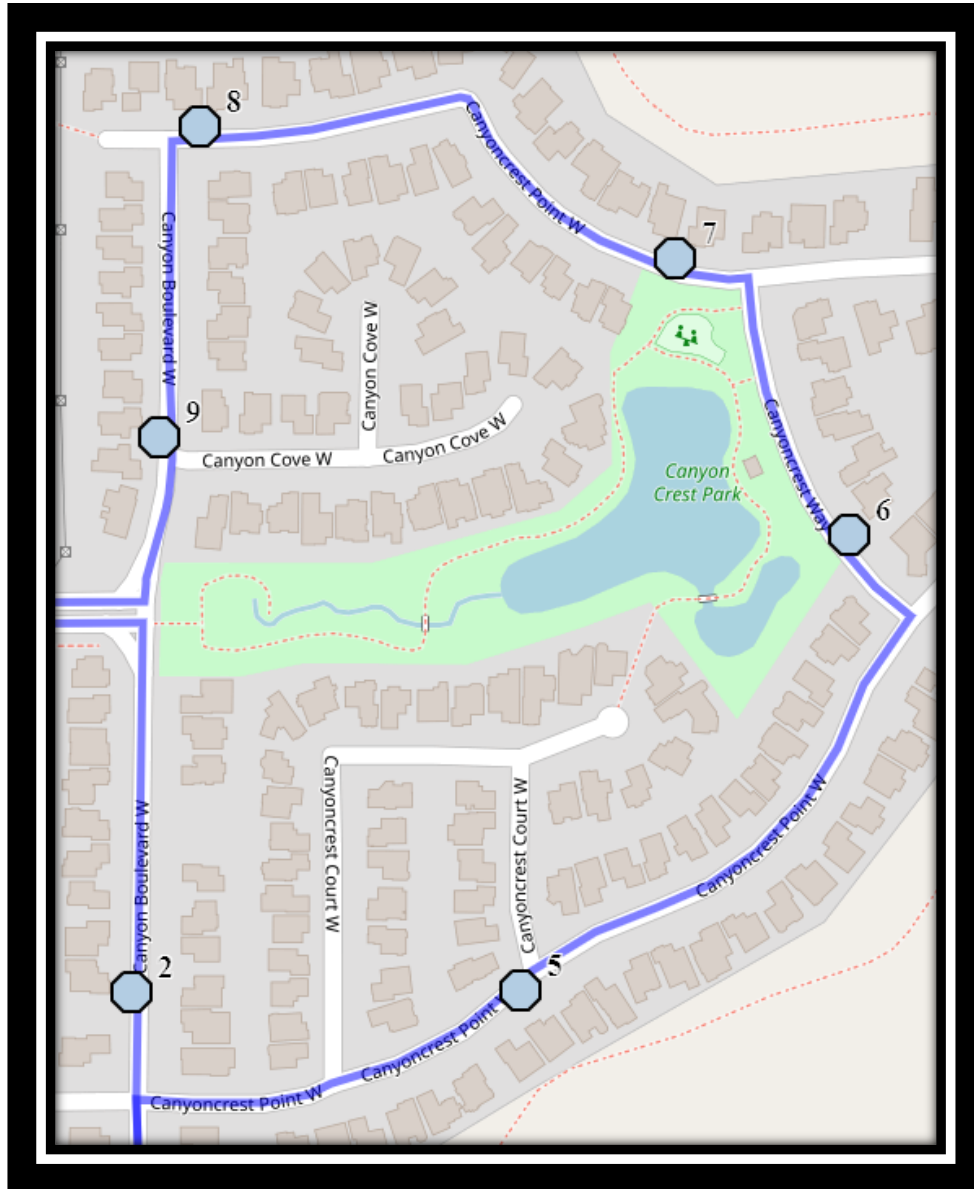 8
Canyoncrest Point W
7
Canyon Boulevard W
Canyon Cove W
9
Canyon Cove W
Canyon Cove W
Canyoncrest Way
Canyon
Crest Park
6
Canyoncrest Court W
Canyoncrest Court W
Canyoncrest Point W
Canyon Boulevard W
2
5
Canyoncrest Point W
Canyoncrest Point W